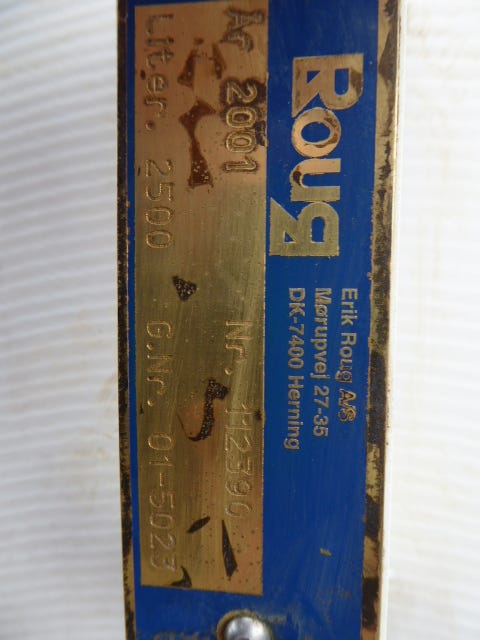 Roug
Erik Roug A/S
Mørupvej 27-35
DK-7400 Herning
År 2001 Nr. 112390
Liter. 2500 G.Nr. 01-5023